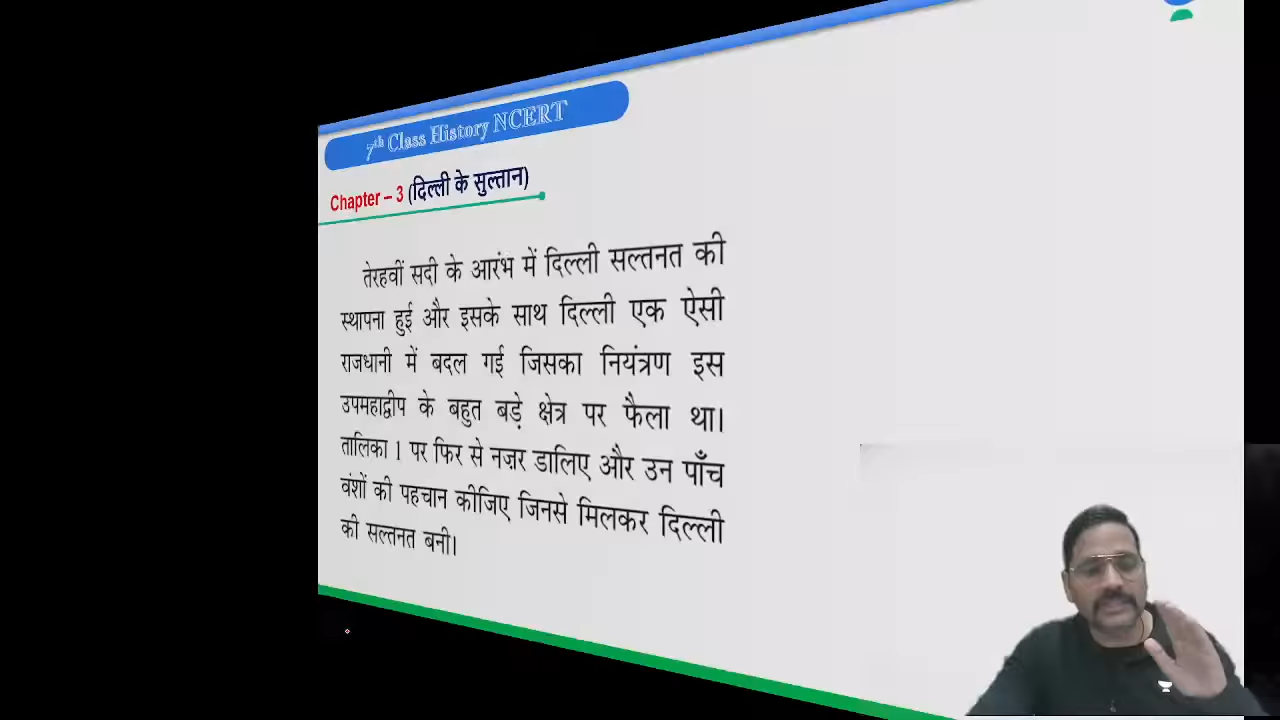 7th Class History NCERT
Chapter – 3 (दिल्ली के सुल्तान)
तेरहवीं सदी के आरंभ में दिल्ली सल्तनत की
स्थापना हुई और इसके साथ दिल्ली एक ऐसी
राजधानी में बदल गई जिसका नियंत्रण इस
उपमहाद्वीप के बहुत बड़े क्षेत्र पर फैला था।
तालिका 1 पर फिर से नज़र डालिए और उन पाँच
वंशों की पहचान कीजिए जिनसे मिलकर दिल्ली
की सल्तनत बनी।